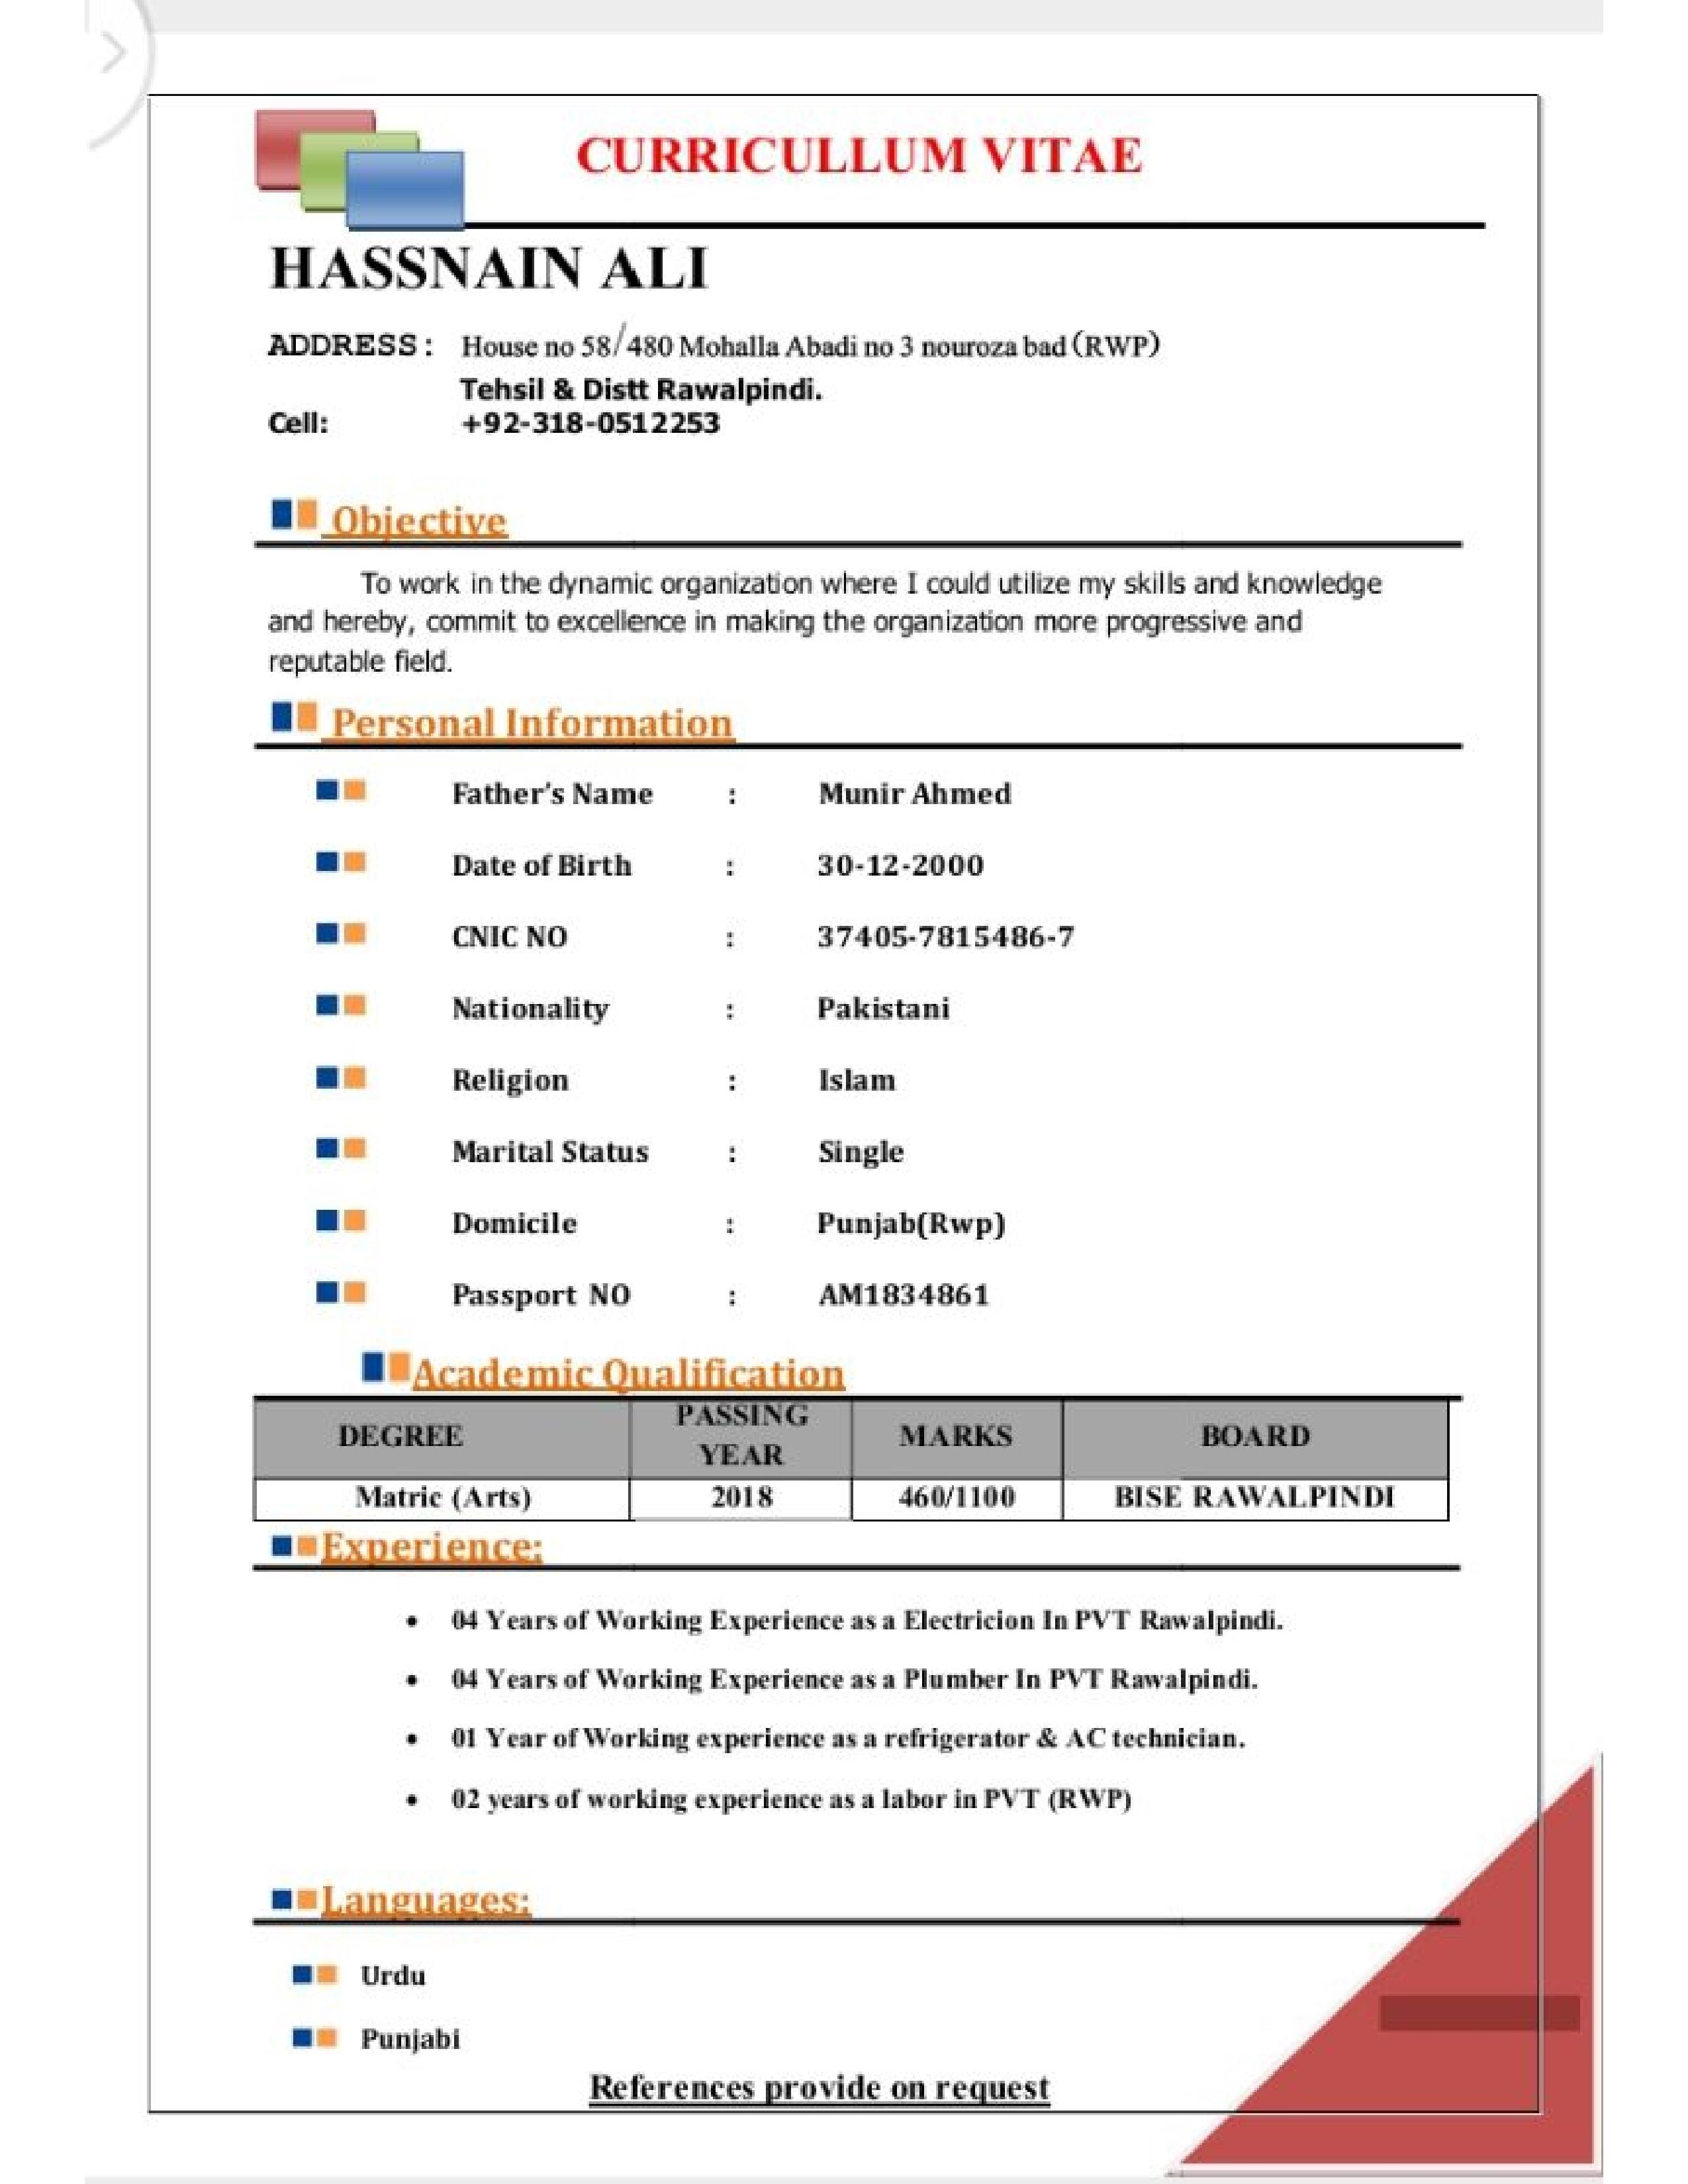 CURRICULLUM VITAE
HASSNAIN ALI
ADDRESS: House no 58/480 Mohalla Abadi no 3 nouroza bad (RWP)
Tehsil & Distt Rawalpindi.
Cell: +92-318-0512253
Objective
To work in the dynamic organization where I could utilize my skills and knowledge
and hereby, commit to excellence in making the organization more progressive and
reputable field.
Personal Information
Father's Name : Munir Ahmed
Date of Birth : 30-12-2000
CNIC NO : 37405-7815486-7
Nationality : Pakistani
Religion : Islam
Marital Status : Single
Domicile : Punjab(Rwp)
Passport NO : AM1834861
Academic Qualification
DEGREE PASSING YEAR MARKS BOARD
Matric (Arts) 2018 460/1100 BISE RAWALPINDI
Experience:
• 04 Years of Working Experience as a Electricion In PVT Rawalpindi.
• 04 Years of Working Experience as a Plumber In PVT Rawalpindi.
• 01 Year of Working experience as a refrigerator & AC technician.
• 02 years of working experience as a labor in PVT (RWP)
Languages:
Urdu
Punjabi
References provide on request